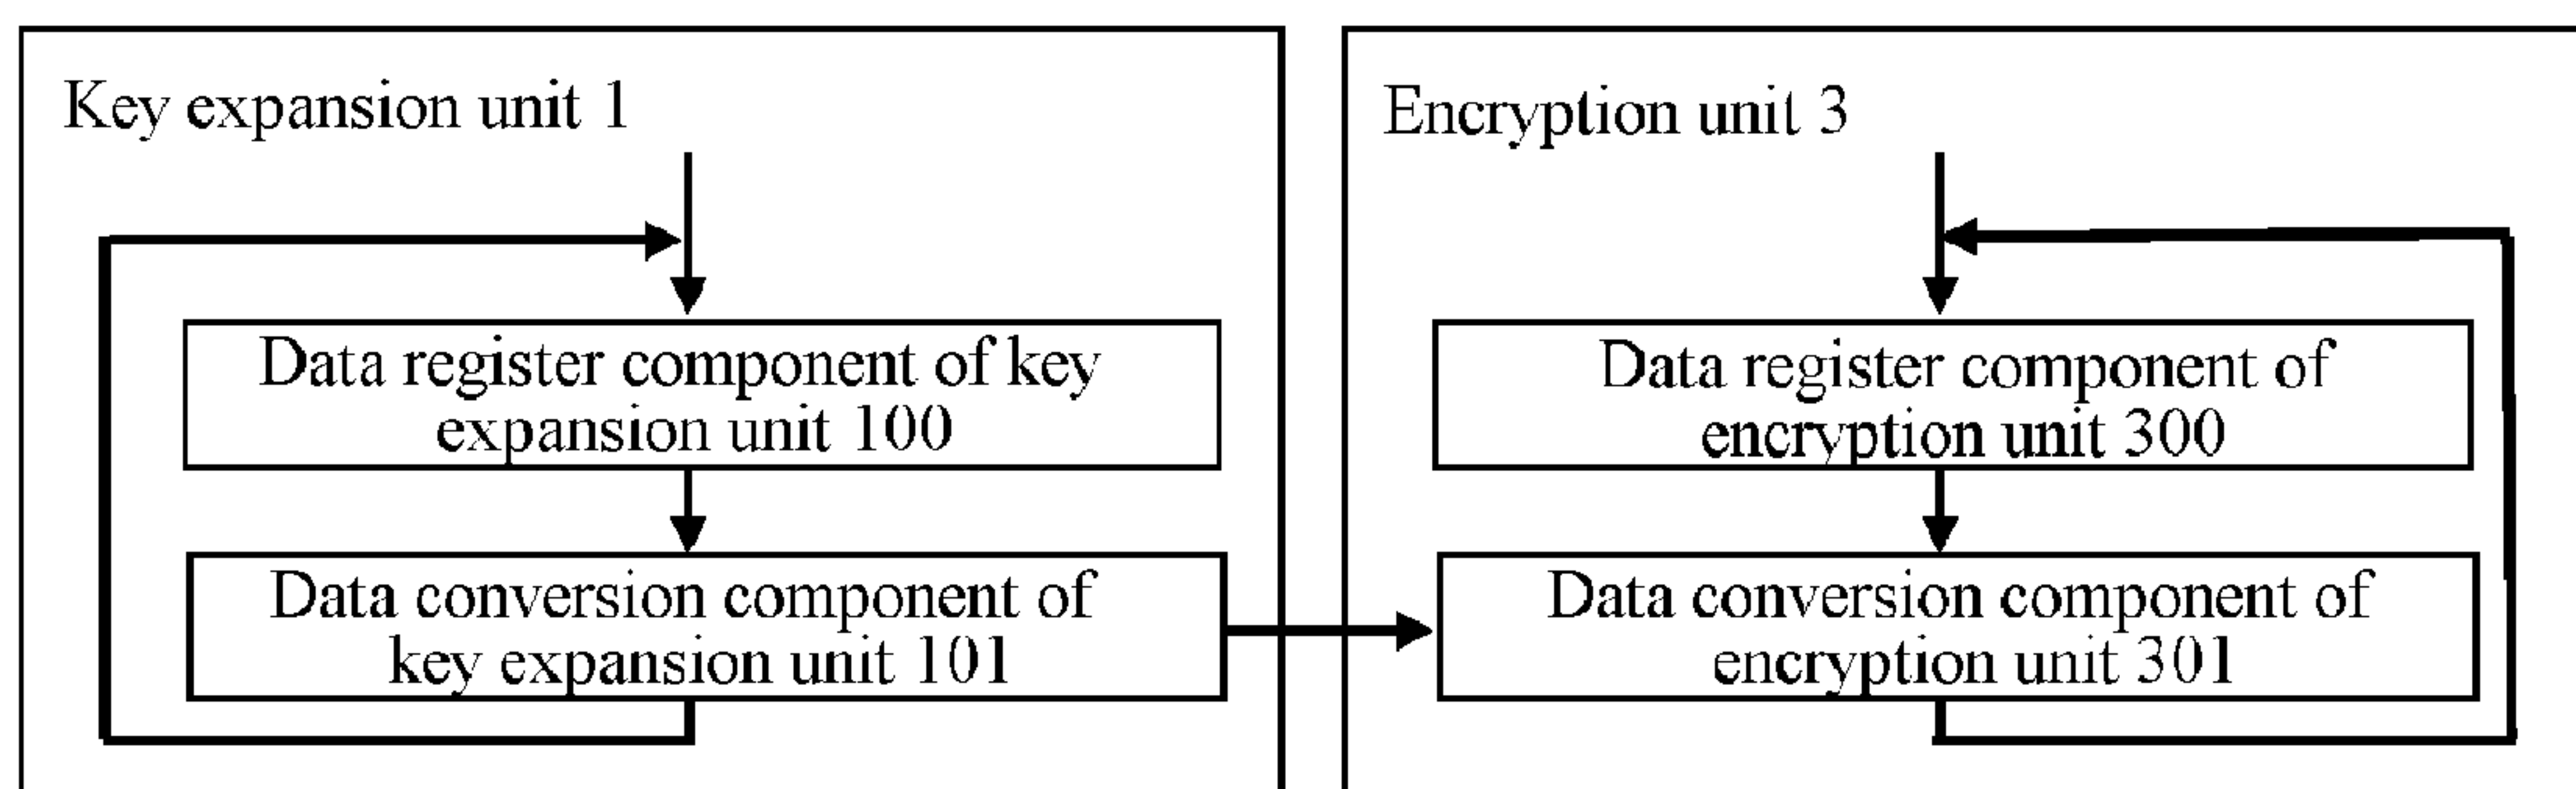 Key expansion unit 1
Data register component of key
expansion unit 100
Data conversion component of
key expansion unit 101
Encryption unit 3
Data register component of
encryption unit 300
Data conversion component of
encryption unit 301